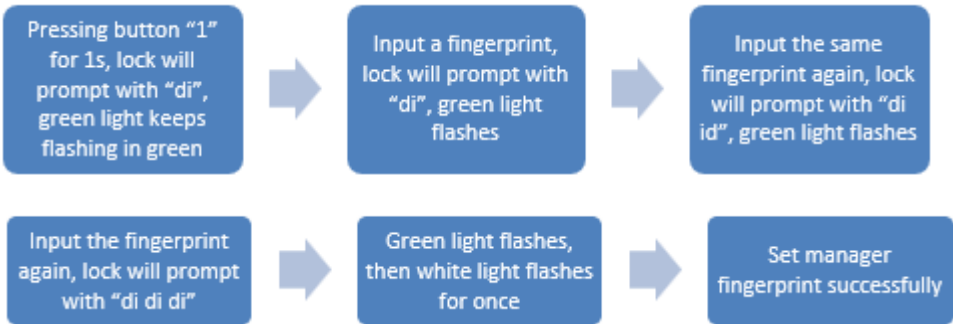 Pressing button “1”
for 1s, lock will
prompt with “di”,
green light keeps
flashing in green
Input a fingerprint,
lock will prompt with
“di”, green light
flashes
Input the same
fingerprint again, lock
will prompt with “di
id”, green light flashes
Input the fingerprint
again, lock will prompt
with “di di di”
Green light flashes,
then white light flashes
for once
Set manager
fingerprint successfully